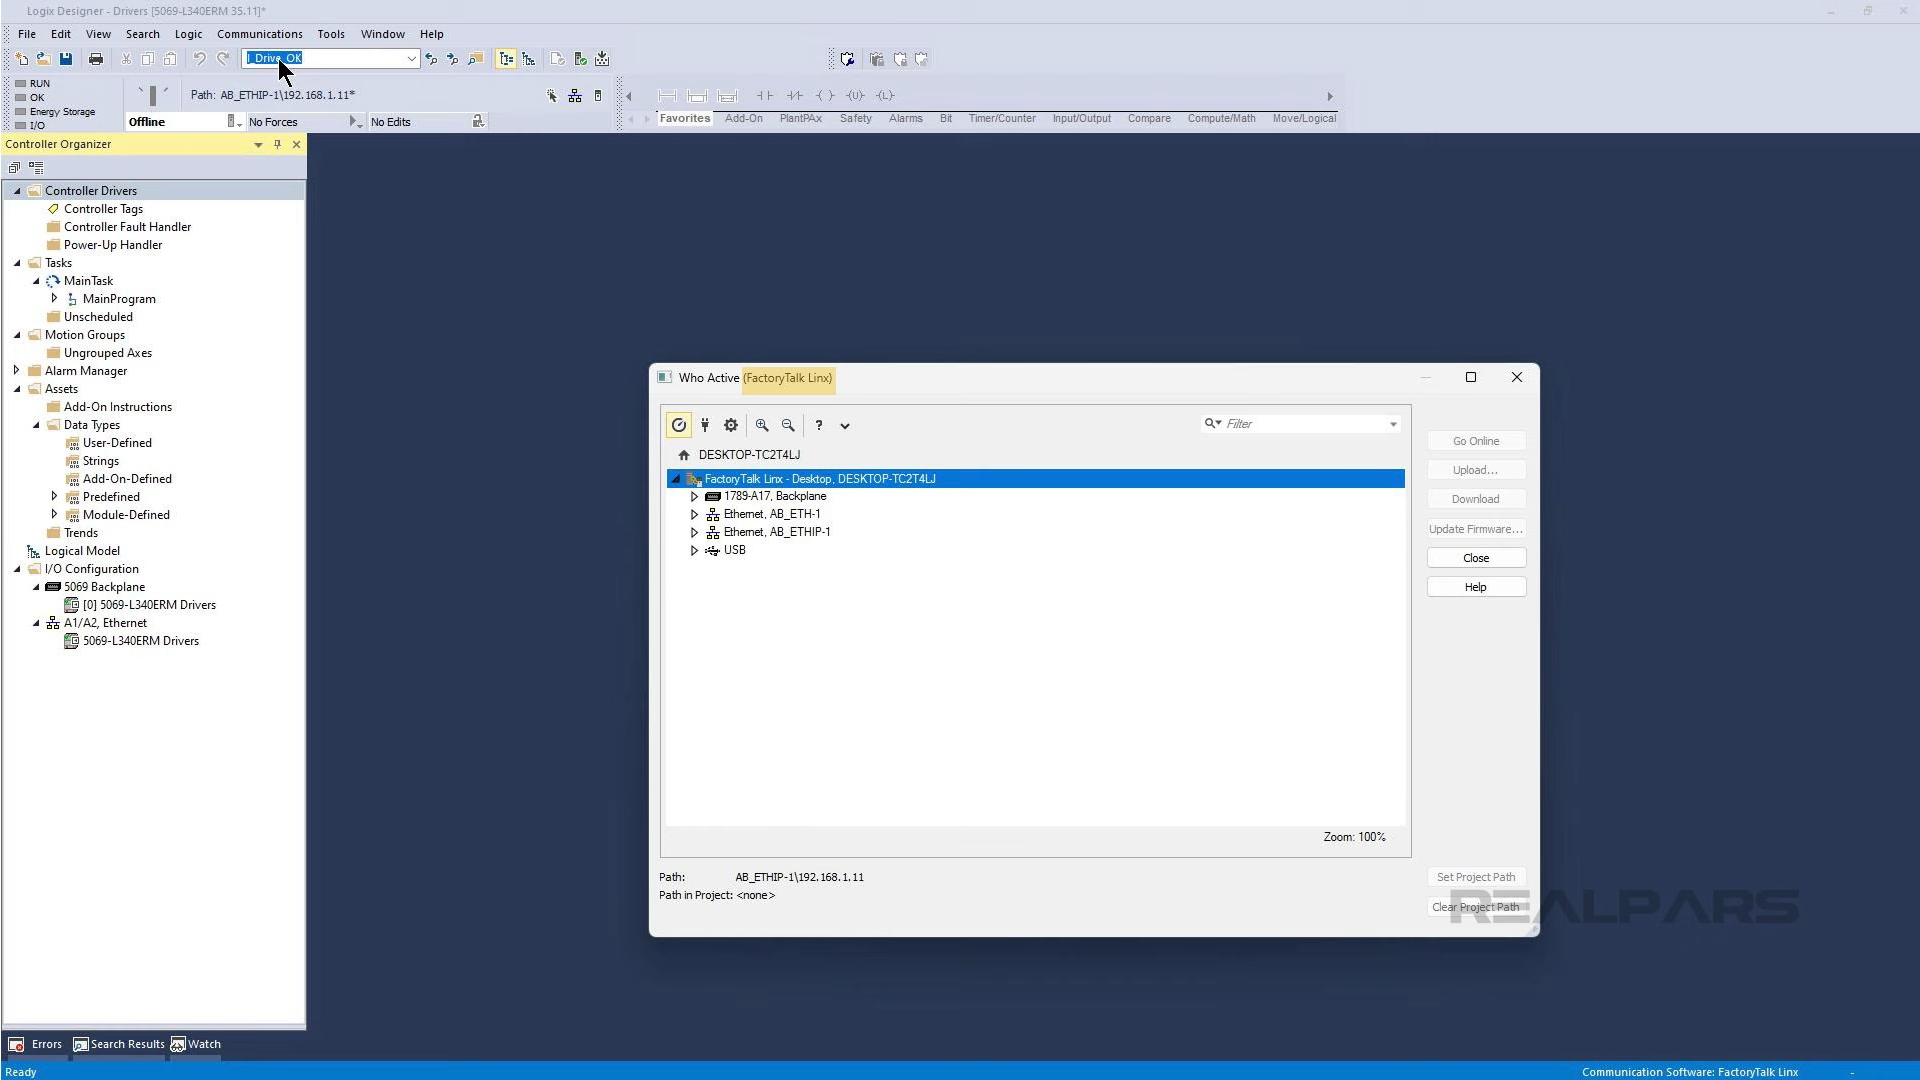 Logix Designer - Drivers [5069-L340ERM 35.11]*
File Edit View Search Logic Communications Tools Window Help
I_Drive_OK
RUN
OK
Energy Storage
I/O
Path: AB_ETHIP-1\192.168.1.11*
Offline No Forces No Edits
Favorites Add-On PlantPAx Safety Alarms Bit Timer/Counter Input/Output Compare Compute/Math Move/Logical
Controller Organizer
Controller Drivers
Controller Tags
Controller Fault Handler
Power-Up Handler
Tasks
MainTask
MainProgram
Unscheduled
Motion Groups
Ungrouped Axes
Alarm Manager
Assets
Add-On Instructions
Data Types
User-Defined
Strings
Add-On-Defined
Predefined
Module-Defined
Trends
Logical Model
I/O Configuration
5069 Backplane
[0] 5069-L340ERM Drivers
A1/A2, Ethernet
5069-L340ERM Drivers
Who Active (FactoryTalk Linx)
Filter
DESKTOP-TC2T4LJ
FactoryTalk Linx - Desktop, DESKTOP-TC2T4LJ
1789-A17, Backplane
Ethernet, AB_ETH-1
Ethernet, AB_ETHIP-1
USB
Zoom: 100%
Path: AB_ETHIP-1\192.168.1.11
Path in Project: <none>
Go Online
Upload...
Download
Update Firmware...
Close
Help
Set Project Path
Clear Project Path
REALPARS
Errors Search Results Watch
Ready
Communication Software: FactoryTalk Linx -